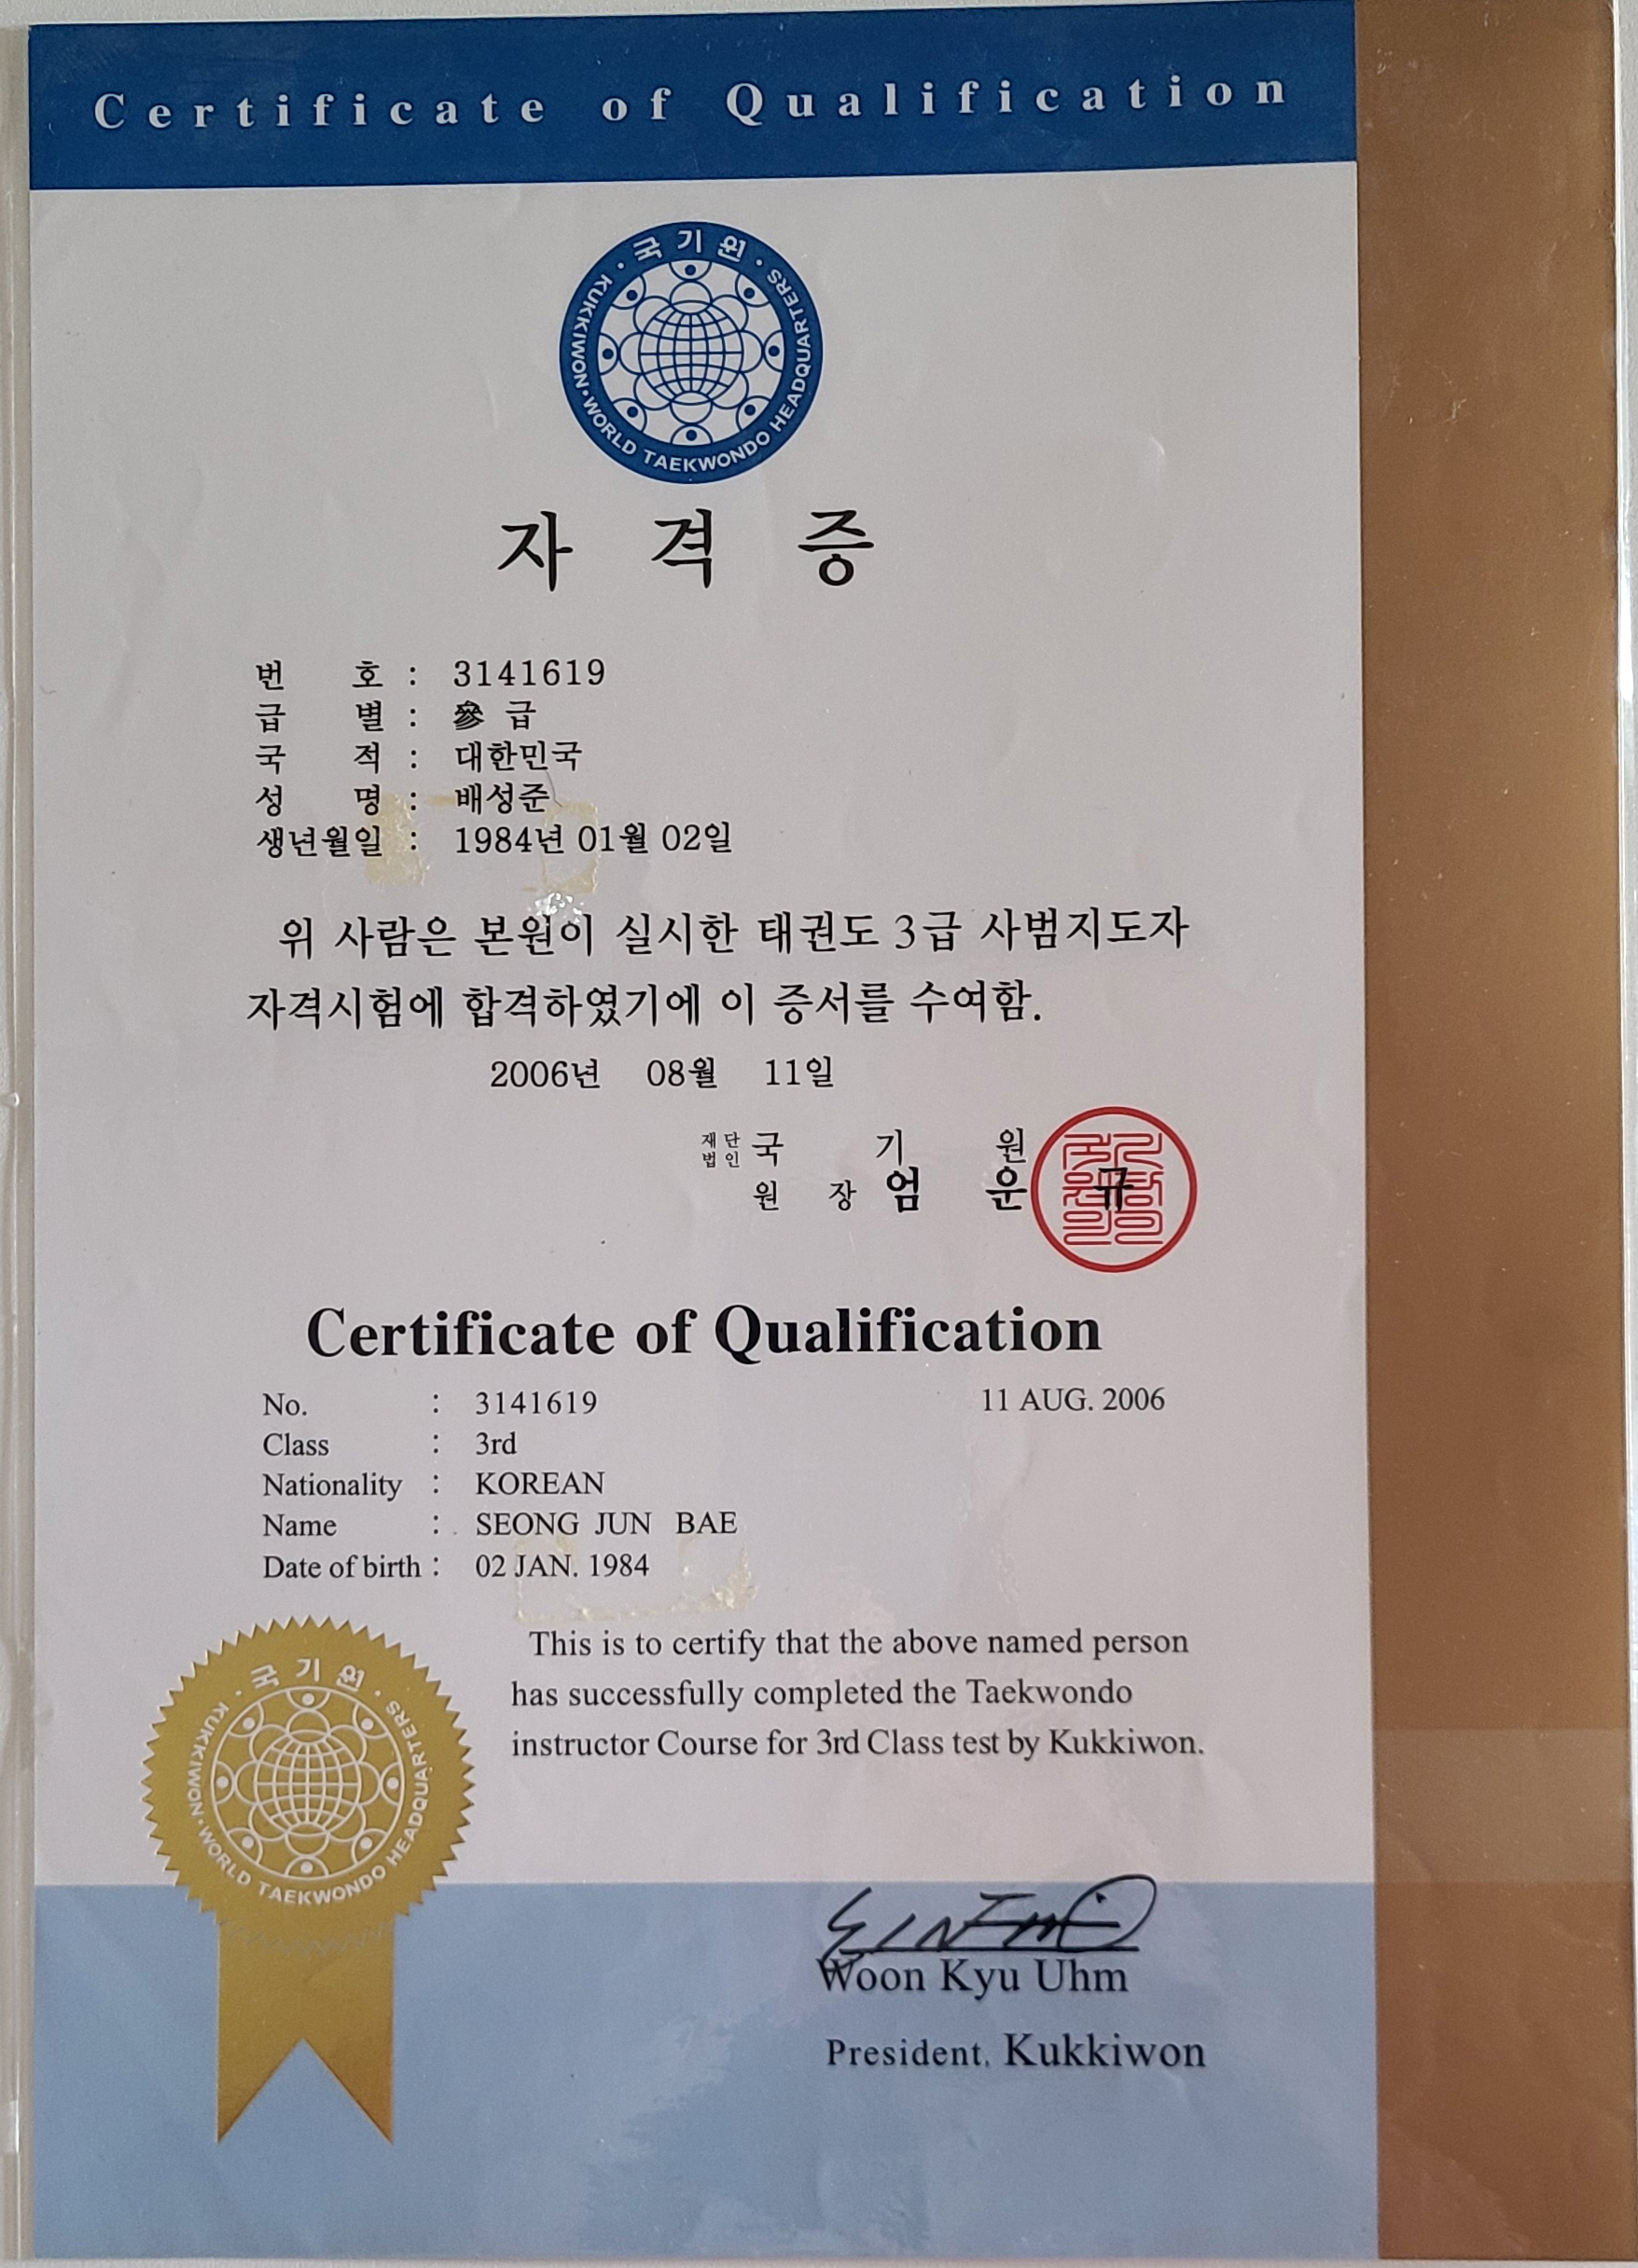 Certificate of Qualification
국기원
KUKKIWON · WORLD TAEKWONDO HEADQUARTERS
자 격 증
번 호 : 3141619
급 별 : 參 급
국 적 : 대한민국
성 명 : 배성준
생년월일 : 1984년 01월 02일
위 사람은 본원이 실시한 태권도 3급 사범지도자
자격시험에 합격하였기에 이 증서를 수여함.
2006년 08월 11일
재단법인 국 기 원
원 장 엄 운 규
Certificate of Qualification
No. : 3141619 11 AUG. 2006
Class : 3rd
Nationality : KOREAN
Name : SEONG JUN BAE
Date of birth : 02 JAN. 1984
This is to certify that the above named person
has successfully completed the Taekwondo
instructor Course for 3rd Class test by Kukkiwon.
국기원
KUKKIWON · WORLD TAEKWONDO HEADQUARTERS
Woon Kyu Uhm
President, Kukkiwon